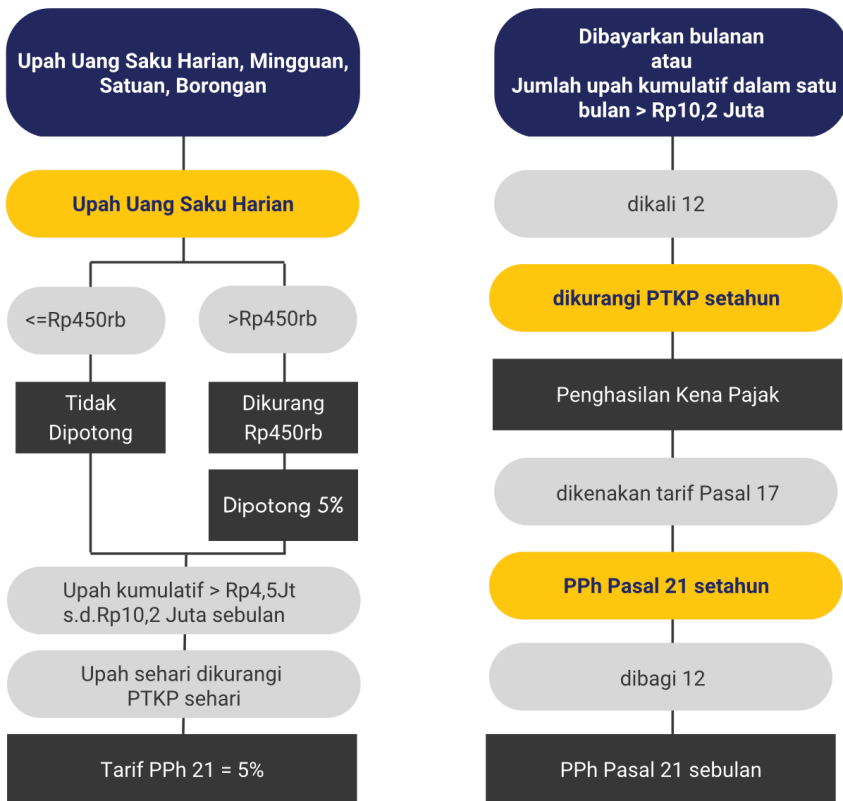 Upah Uang Saku Harian, Mingguan,
Satuan, Borongan
Upah Uang Saku Harian
<=Rp450rb
>Rp450rb
Tidak
Dipotong
Dikurang
Rp450rb
Dipotong 5%
Upah kumulatif > Rp4,5Jt
s.d.Rp10,2 Juta sebulan
Upah sehari dikurangi
PTKP sehari
Tarif PPh 21 = 5%
Dibayarkan bulanan
atau
Jumlah upah kumulatif dalam satu
bulan > Rp10,2 Juta
dikali 12
dikurangi PTKP setahun
Penghasilan Kena Pajak
dikenakan tarif Pasal 17
PPh Pasal 21 setahun
dibagi 12
PPh Pasal 21 sebulan